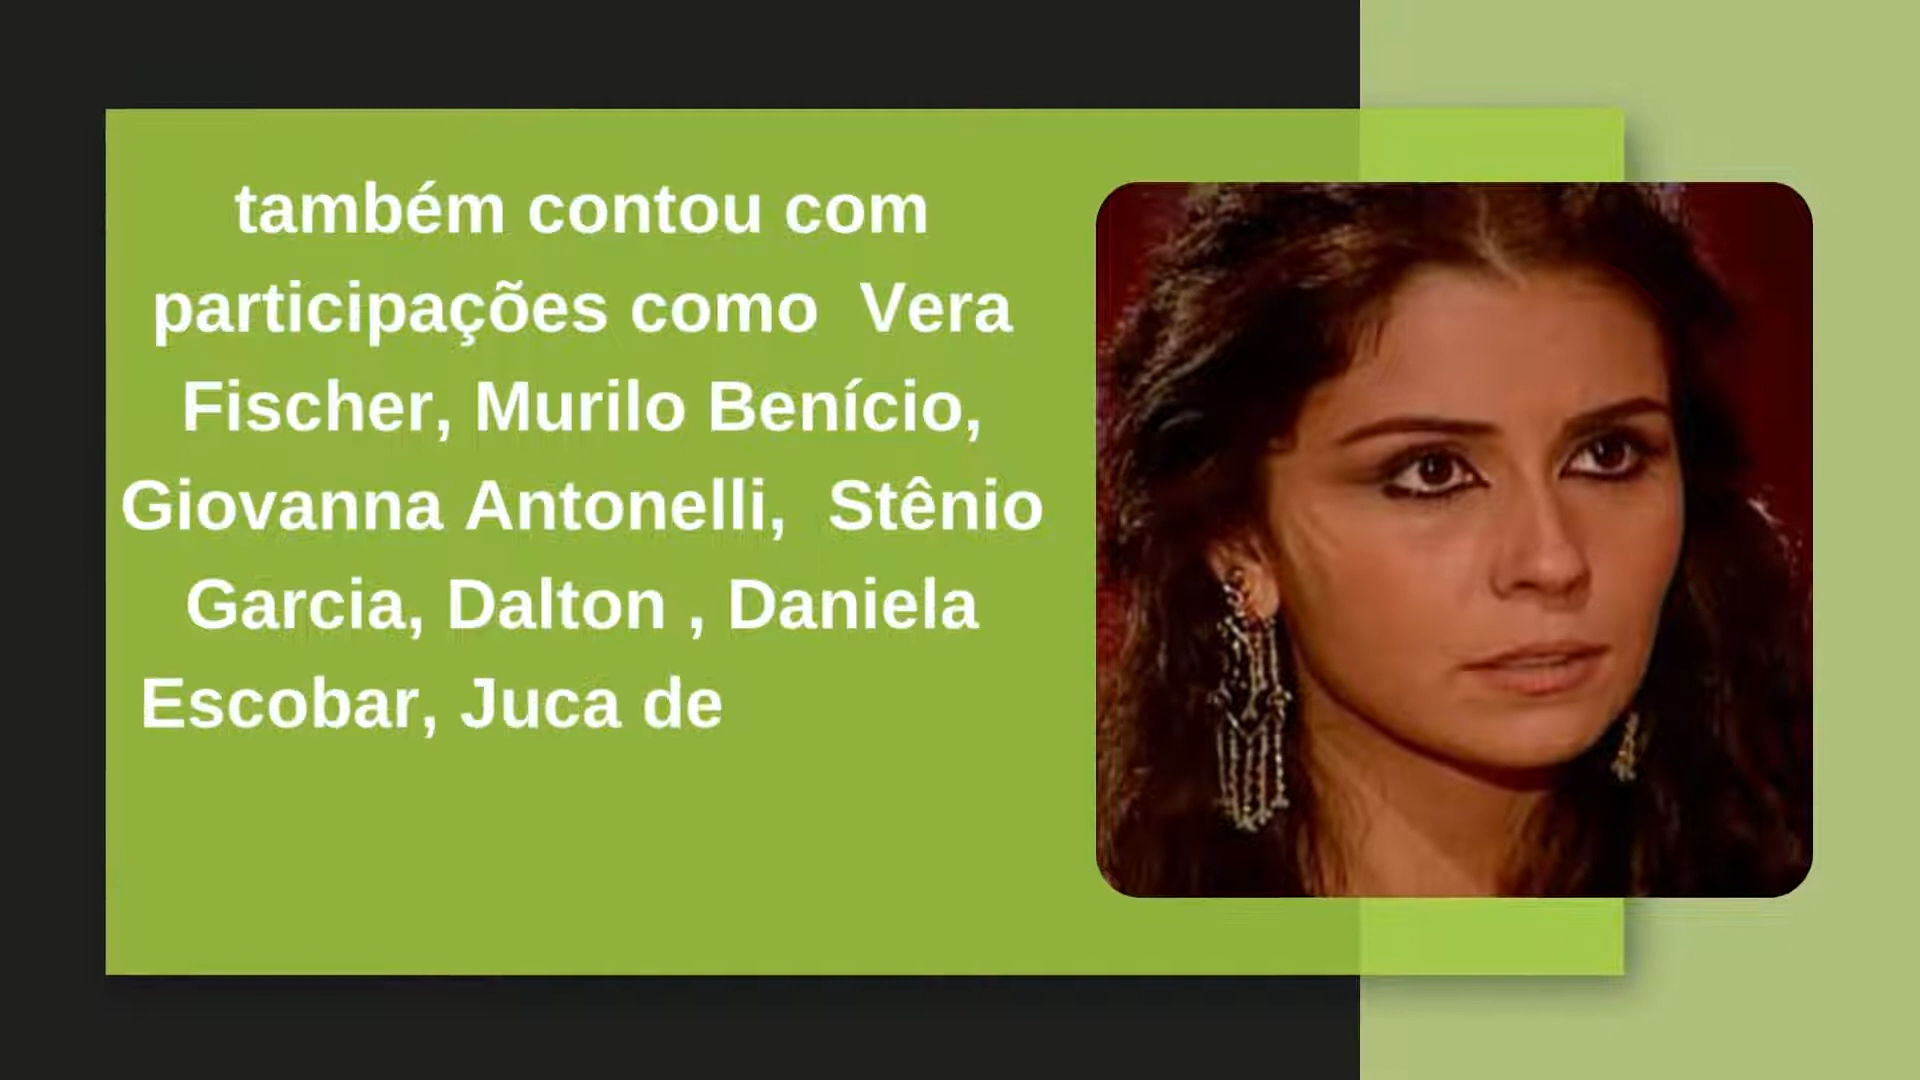 também contou com
participações como  Vera
Fischer, Murilo Benício,
Giovanna Antonelli,  Stênio
Garcia, Dalton , Daniela
Escobar, Juca de